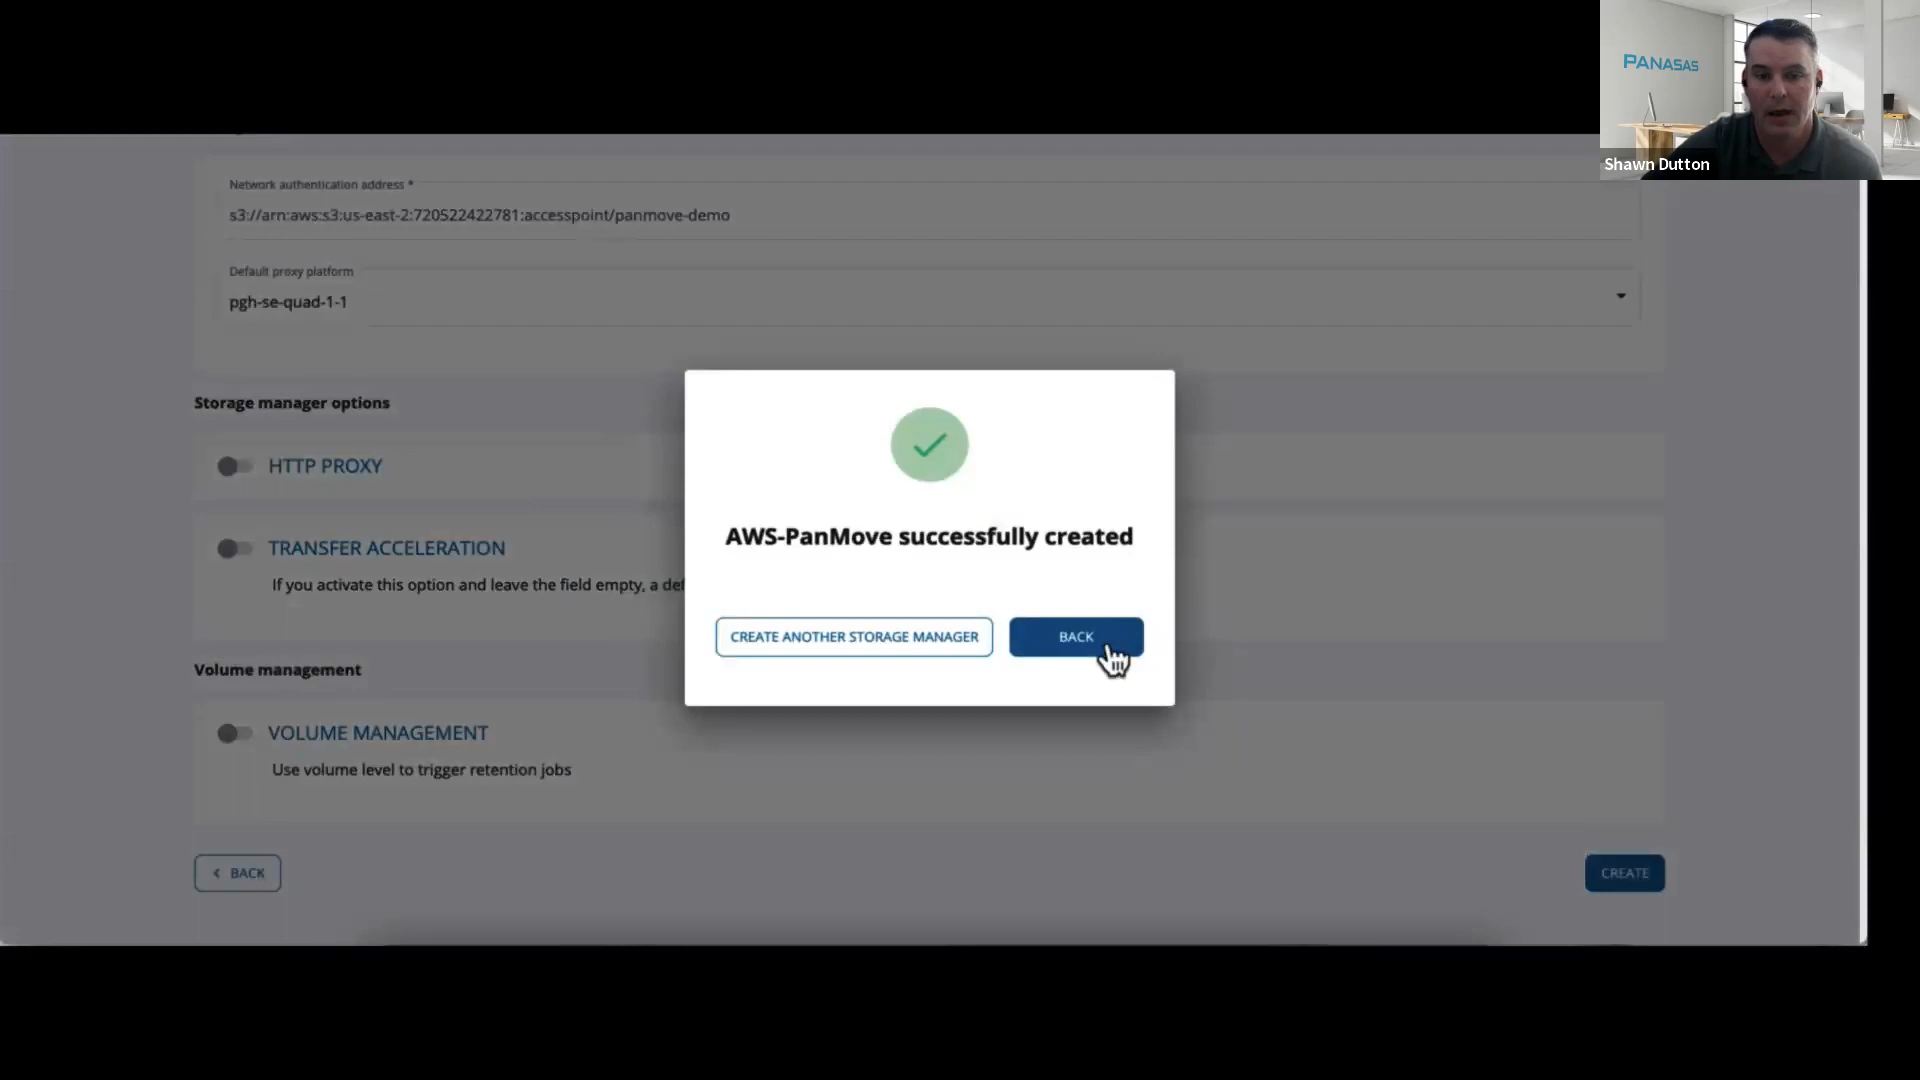 PANASAS
Shawn Dutton
Network authentication address *
s3://arn:aws:s3:us-east-2:720522422781:accesspoint/panmove-demo
Default proxy platform
pgh-se-quad-1-1
Storage manager options
HTTP PROXY
TRANSFER ACCELERATION
If you activate this option and leave the field empty, a def
AWS-PanMove successfully created
CREATE ANOTHER STORAGE MANAGER
BACK
Volume management
VOLUME MANAGEMENT
Use volume level to trigger retention jobs
< BACK
CREATE